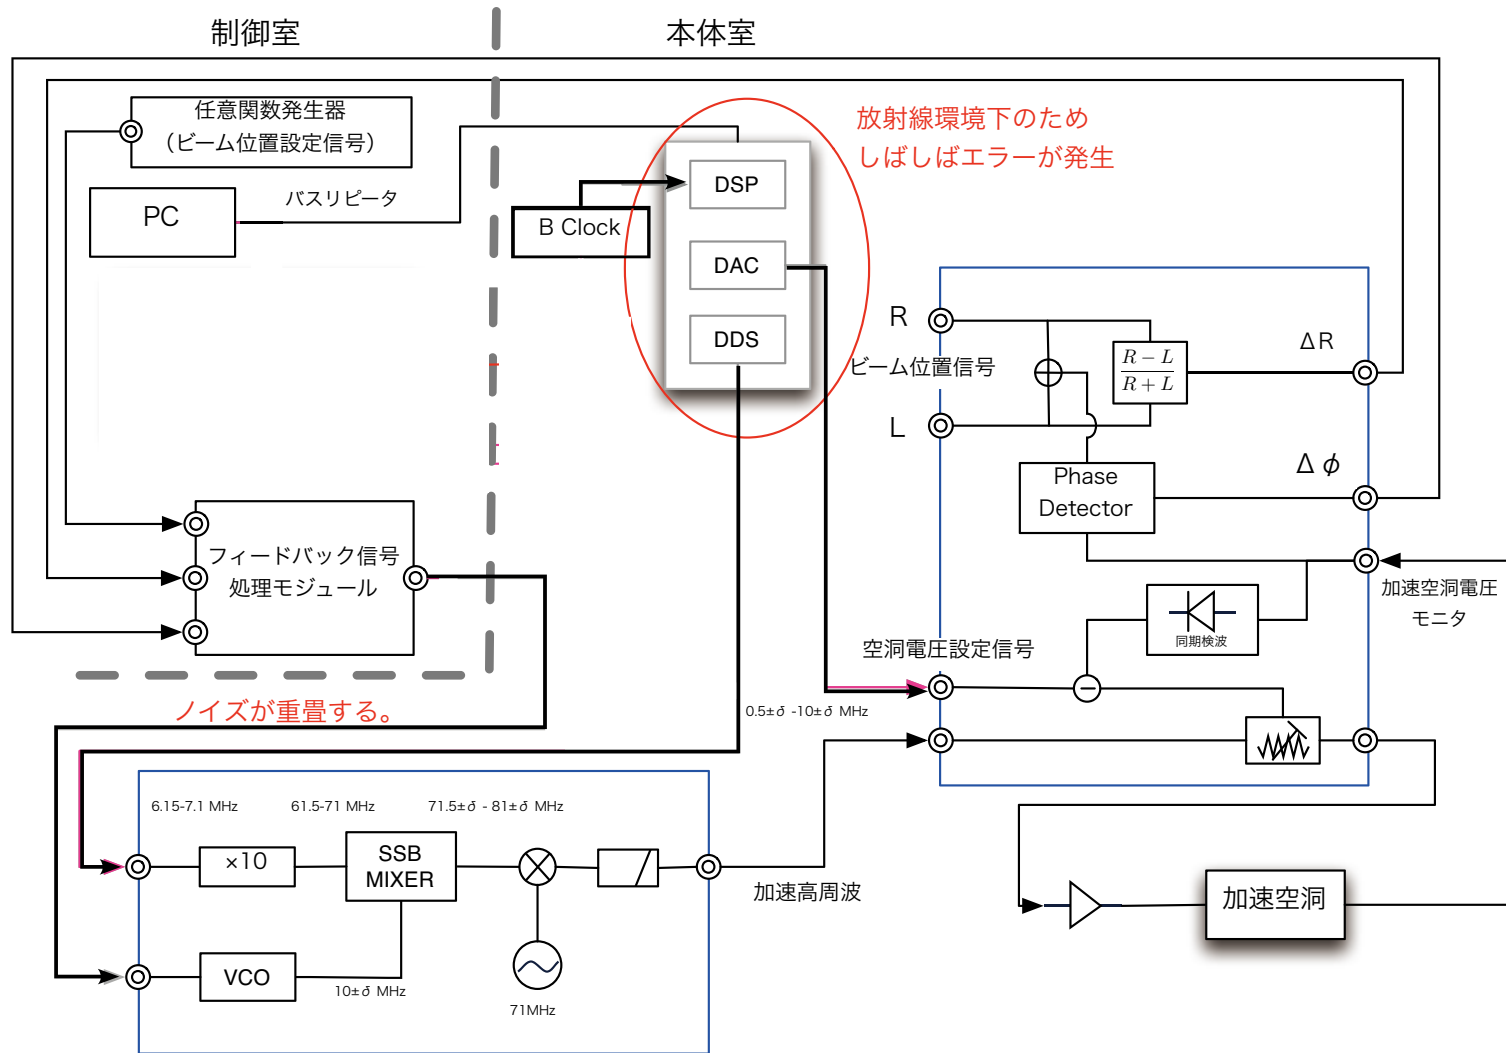 制御室
本体室
任意関数発生器
（ビーム位置設定信号）
放射線環境下のため
しばしばエラーが発生
PC
バスリピータ
B Clock
DSP
DAC
DDS
R
ビーム位置信号
L
R − L
R + L
ΔR
Δφ
Phase
Detector
フィードバック信号
処理モジュール
加速空洞電圧
モニタ
同期検波
空洞電圧設定信号
ノイズが重畳する。
0.5±δ -10±δ MHz
6.15-7.1 MHz
61.5-71 MHz
71.5±δ - 81±δ MHz
×10
SSB
MIXER
加速高周波
加速空洞
VCO
10±δ MHz
71MHz